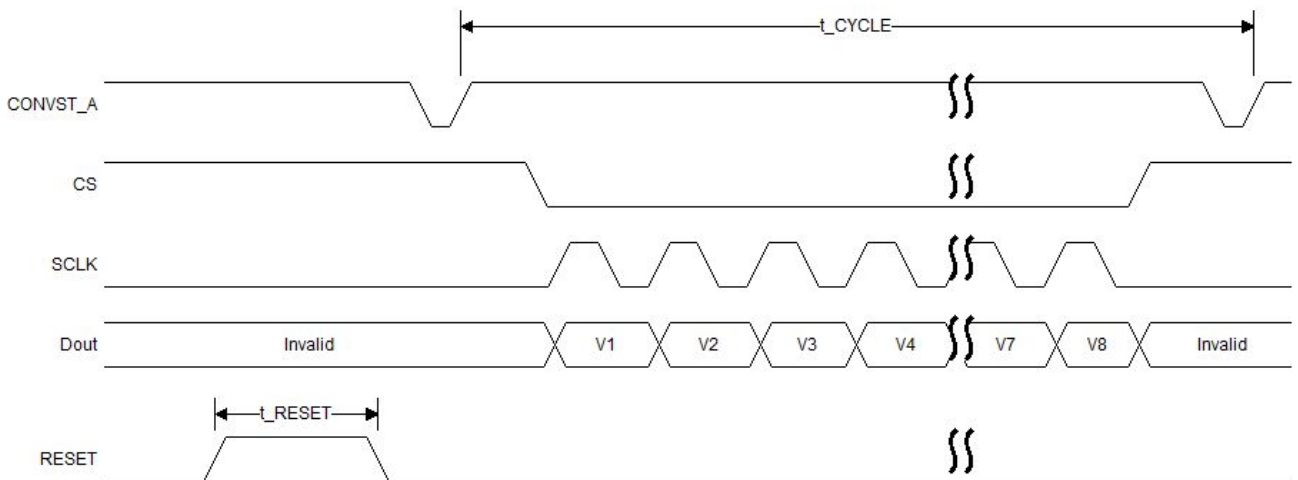 t_CYCLE
CONVST_A
CS
SCLK
Dout Invalid V1 V2 V3 V4 V7 V8 Invalid
t_RESET
RESET